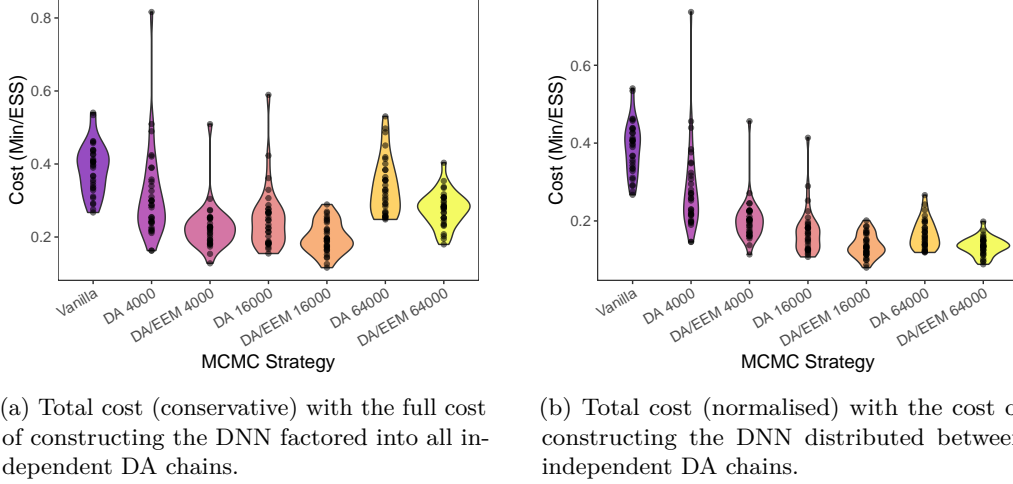 0.8
0.6
0.4
0.2
Cost (Min/ESS)
Vanilla
DA 4000
DA/EEM 4000
DA 16000
DA/EEM 16000
DA 64000
DA/EEM 64000
MCMC Strategy
(a) Total cost (conservative) with the full cost
of constructing the DNN factored into all in-
dependent DA chains.
0.6
0.4
0.2
Cost (Min/ESS)
Vanilla
DA 4000
DA/EEM 4000
DA 16000
DA/EEM 16000
DA 64000
DA/EEM 64000
MCMC Strategy
(b) Total cost (normalised) with the cost
constructing the DNN distributed between
independent DA chains.